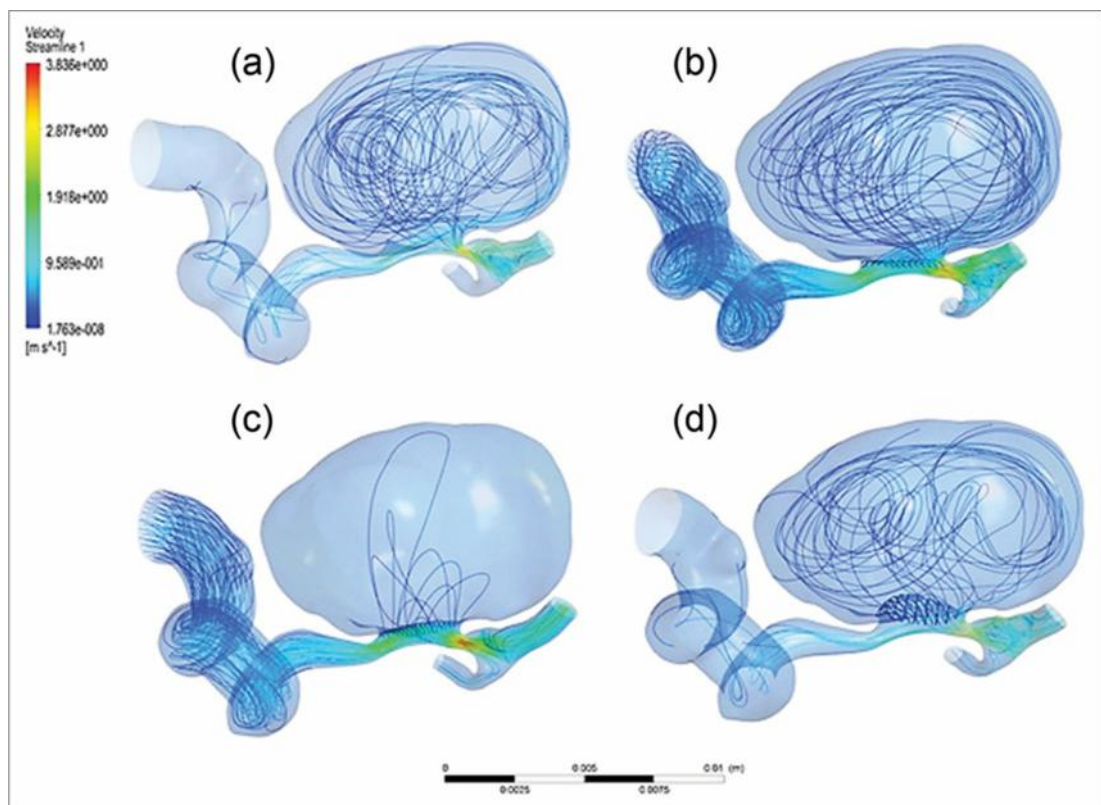 Velocity
Streamline 1
3.836e+000
2.877e+000
1.918e+000
9.589e-001
1.763e-008
[m s^-1]
(a)
(b)
(c)
(d)
0 0.005 0.01 (m)
0.0025 0.0075